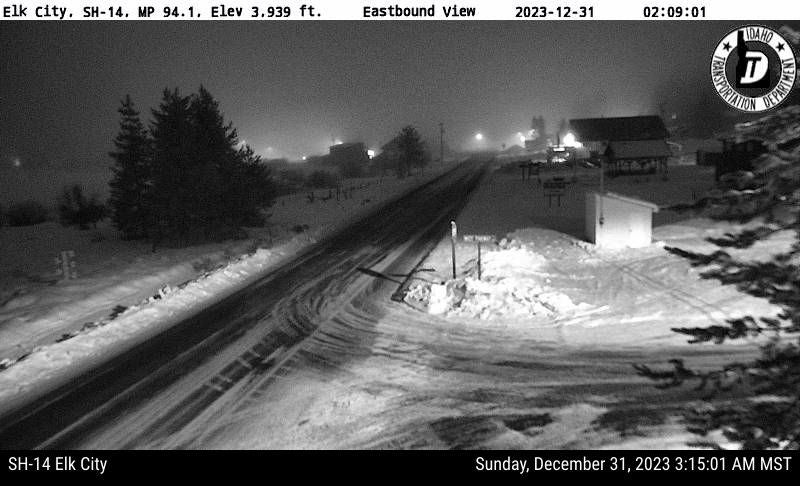 Elk City, SH-14, MP 94.1, Elev 3,939 ft. Eastbound View 2023-12-31 02:09:01
IDAHO
TRANSPORTATION DEPARTMENT
SH-14 Elk City Sunday, December 31, 2023 3:15:01 AM MST